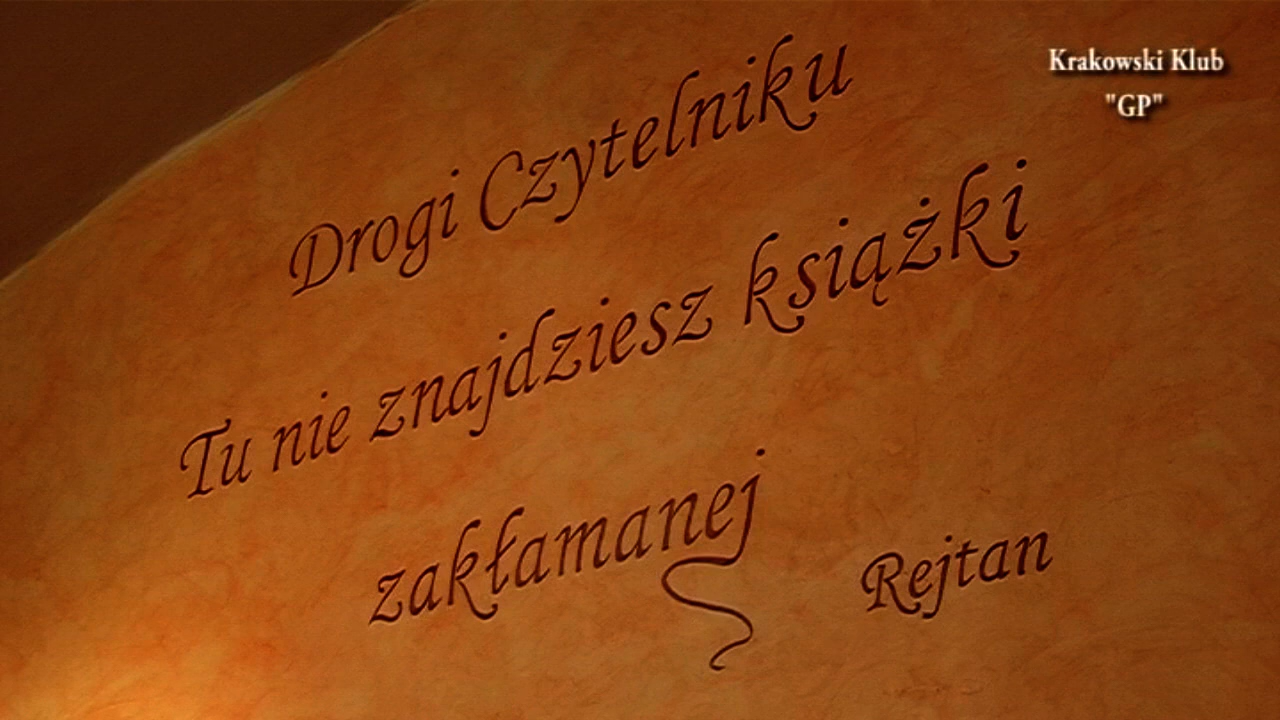 Drogi Czytelniku
Tu nie znajdziesz książki
zakłamanej
Rejtan
Krakowski Klub
"GP"